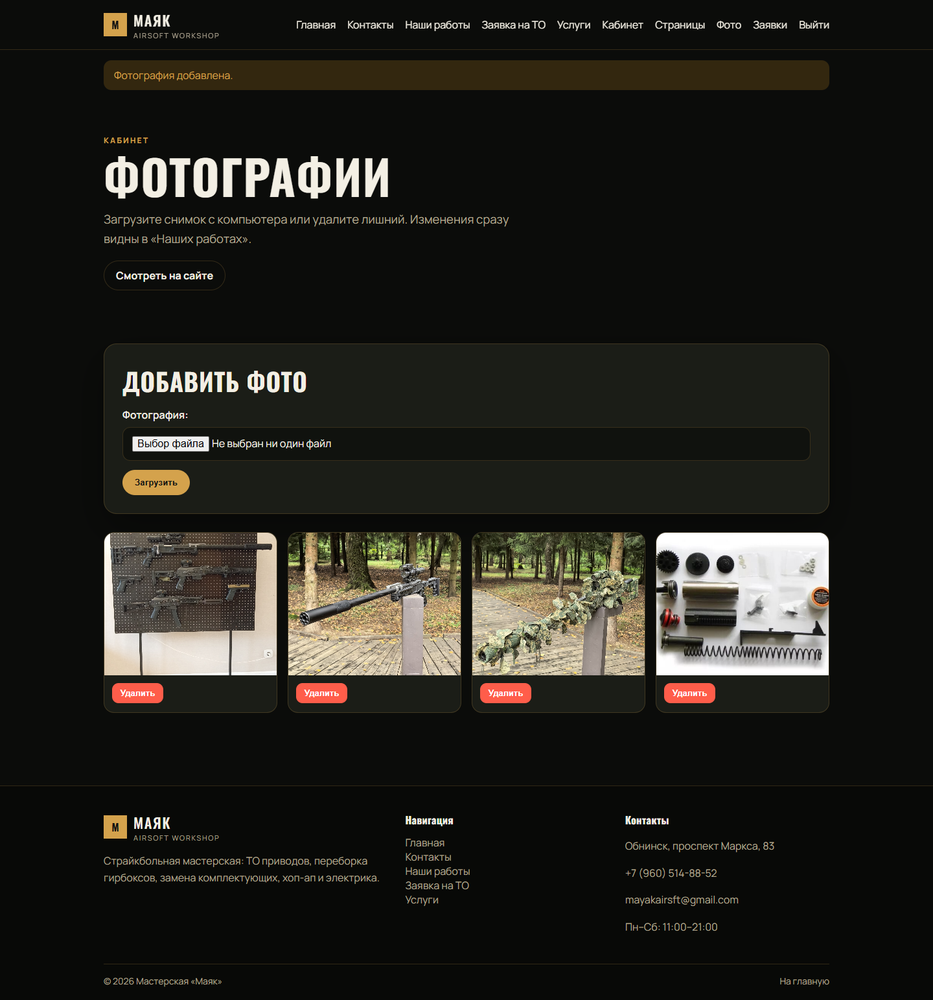 М
МАЯК
AIRSOFT WORKSHOP
Главная Контакты Наши работы Заявка на ТО Услуги Кабинет Страницы Фото Заявки Выйти
Фотография добавлена.
КАБИНЕТ
ФОТОГРАФИИ
Загрузите снимок с компьютера или удалите лишний. Изменения сразу
видны в «Наших работах».
Смотреть на сайте
ДОБАВИТЬ ФОТО
Фотография:
Выбор файла Не выбран ни один файл
Загрузить
Удалить Удалить Удалить Удалить
М
МАЯК
AIRSOFT WORKSHOP
Страйкбольная мастерская: ТО приводов, переборка
гирбоксов, замена комплектующих, хоп-ап и электрика.
Навигация
Главная
Контакты
Наши работы
Заявка на ТО
Услуги
Контакты
Обнинск, проспект Маркса, 83
+7 (960) 514-88-52
mayakairsft@gmail.com
Пн–Сб: 11:00–21:00
© 2026 Мастерская «Маяк»
На главную